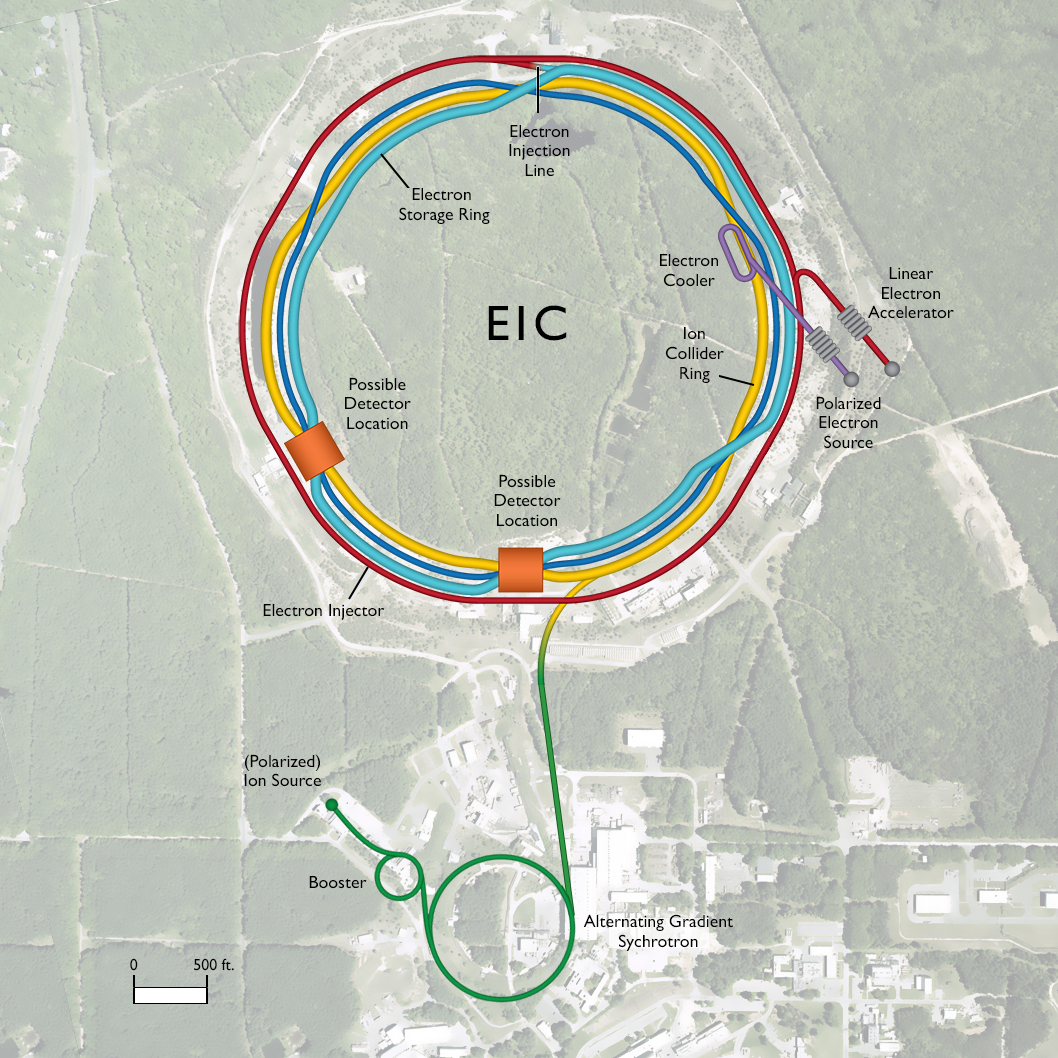 Electron
Injection
Line
Electron
Storage Ring
Electron
Cooler
Linear
Electron
Accelerator
EIC
Ion
Collider
Ring
Possible
Detector
Location
Polarized
Electron
Source
Possible
Detector
Location
Electron Injector
(Polarized)
Ion Source
Booster
Alternating Gradient
Sychrotron
0 500 ft.